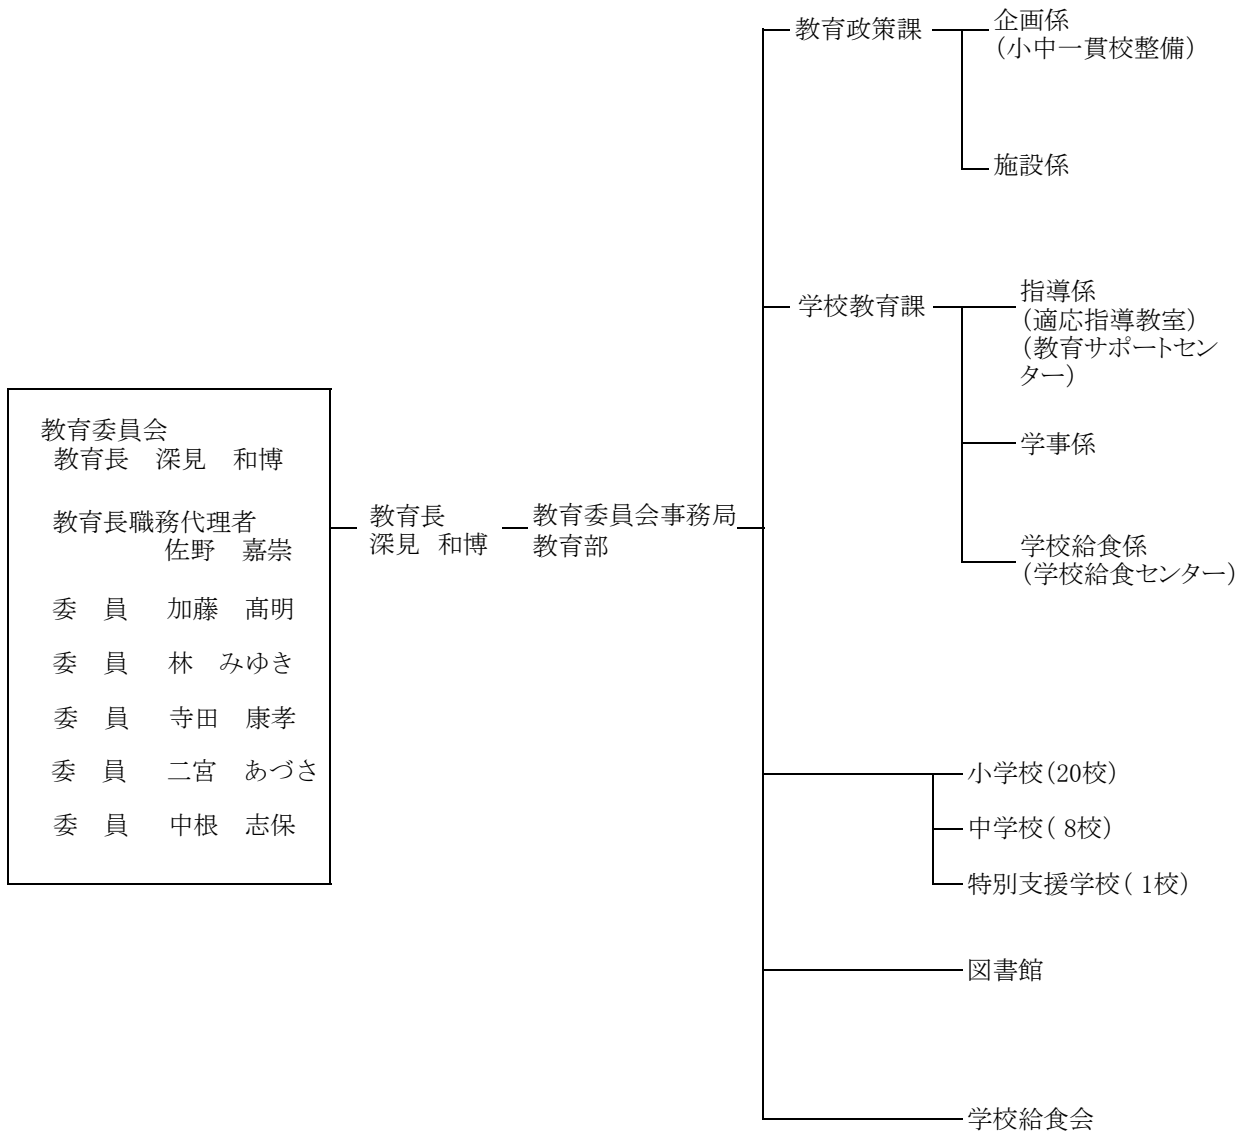 教育委員会
教育長　深見　和博
教育長職務代理者
佐野　嘉崇
委　員　加藤　髙明
委　員　林　みゆき
委　員　寺田　康孝
委　員　二宮　あづさ
委　員　中根　志保
教育長
深見　和博
教育委員会事務局
教育部
教育政策課
企画係
(小中一貫校整備)
施設係
学校教育課
指導係
(適応指導教室)
(教育サポートセン
ター)
学事係
学校給食係
(学校給食センター)
小学校(20校)
中学校( 8校)
特別支援学校( 1校)
図書館
学校給食会